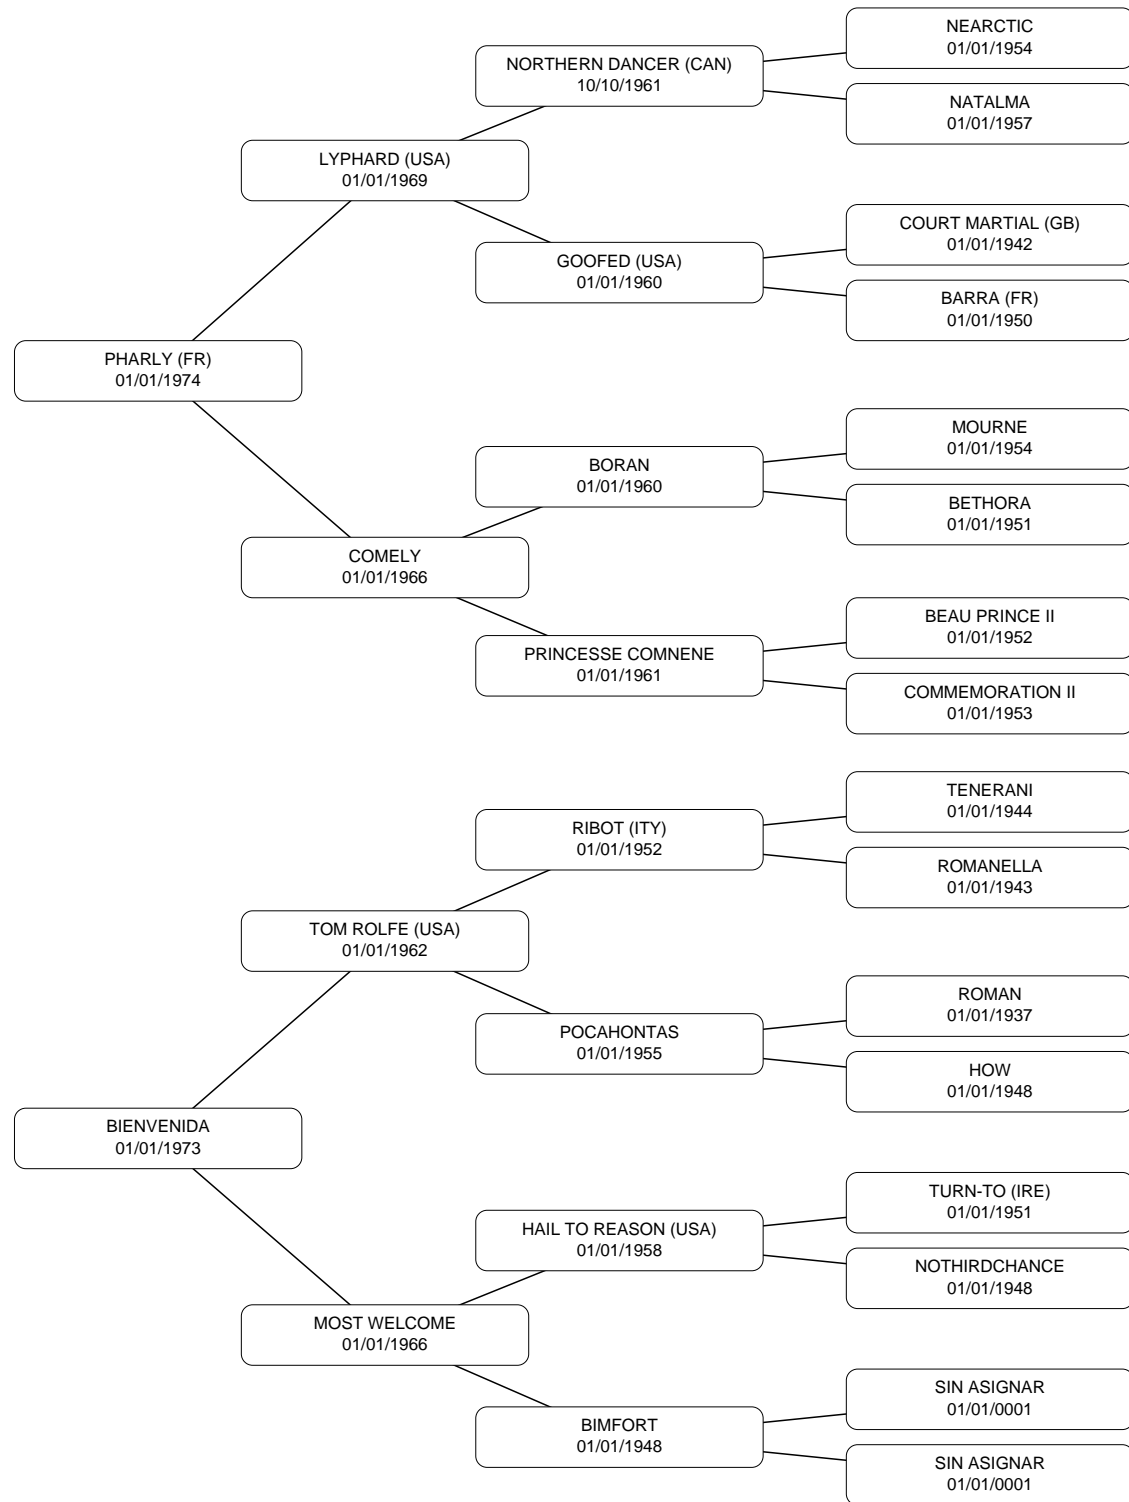 NEARCTIC
01/01/1954
NORTHERN DANCER (CAN)
10/10/1961
NATALMA
01/01/1957
LYPHARD (USA)
01/01/1969
COURT MARTIAL (GB)
01/01/1942
GOOFED (USA)
01/01/1960
BARRA (FR)
01/01/1950
PHARLY (FR)
01/01/1974
MOURNE
01/01/1954
BORAN
01/01/1960
BETHORA
01/01/1951
COMELY
01/01/1966
BEAU PRINCE II
01/01/1952
PRINCESSE COMNENE
01/01/1961
COMMEMORATION II
01/01/1953
TENERANI
01/01/1944
RIBOT (ITY)
01/01/1952
ROMANELLA
01/01/1943
TOM ROLFE (USA)
01/01/1962
ROMAN
01/01/1937
POCAHONTAS
01/01/1955
HOW
01/01/1948
BIENVENIDA
01/01/1973
TURN-TO (IRE)
01/01/1951
HAIL TO REASON (USA)
01/01/1958
NOTHIRDCHANCE
01/01/1948
MOST WELCOME
01/01/1966
SIN ASIGNAR
01/01/0001
BIMFORT
01/01/1948
SIN ASIGNAR
01/01/0001